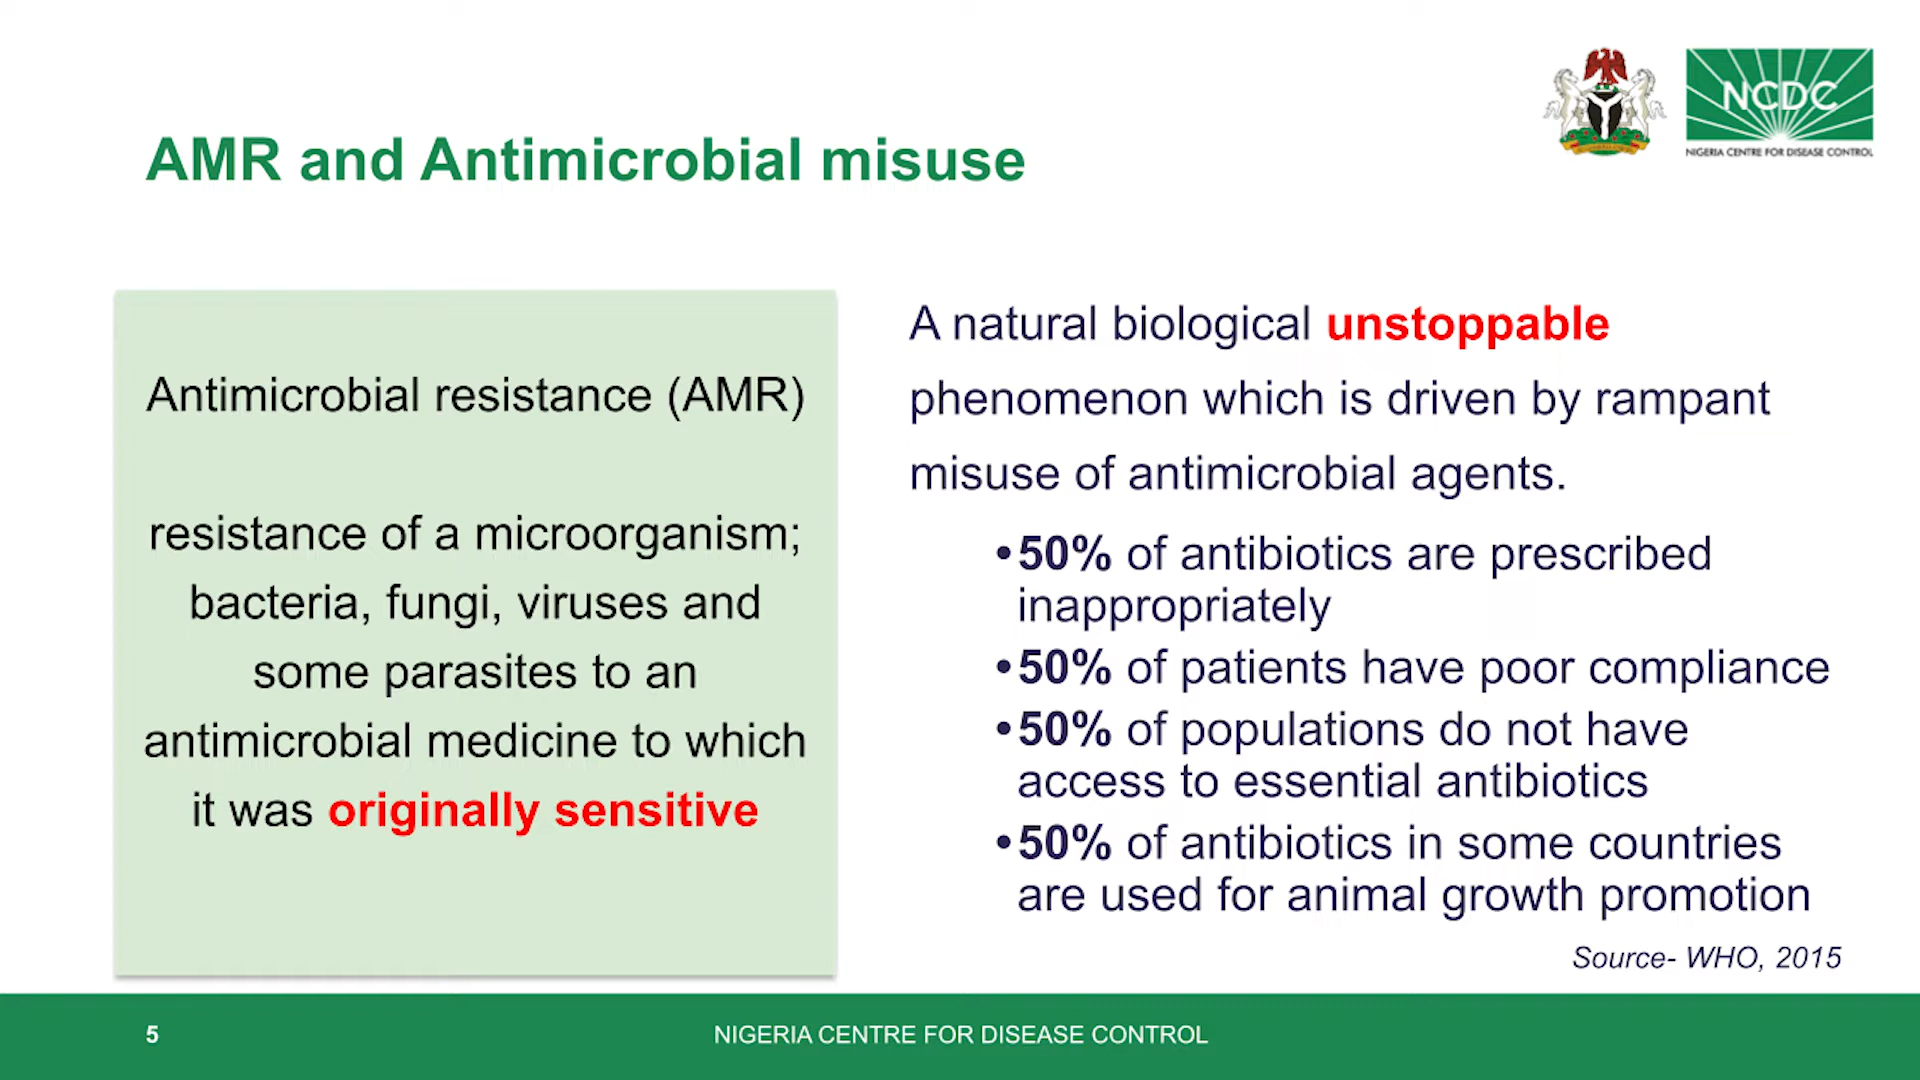 NCDC
NIGERIA CENTRE FOR DISEASE CONTROL
AMR and Antimicrobial misuse
Antimicrobial resistance (AMR)
resistance of a microorganism;
bacteria, fungi, viruses and
some parasites to an
antimicrobial medicine to which
it was originally sensitive
A natural biological unstoppable
phenomenon which is driven by rampant
misuse of antimicrobial agents.
•50% of antibiotics are prescribed
inappropriately
•50% of patients have poor compliance
•50% of populations do not have
access to essential antibiotics
•50% of antibiotics in some countries
are used for animal growth promotion
Source- WHO, 2015
5
NIGERIA CENTRE FOR DISEASE CONTROL